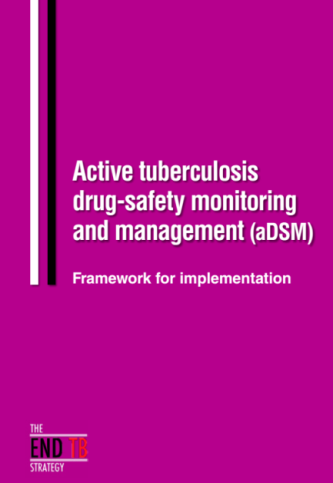 Active tuberculosis
drug-safety monitoring
and management (aDSM)
Framework for implementation
THE
END TB
STRATEGY